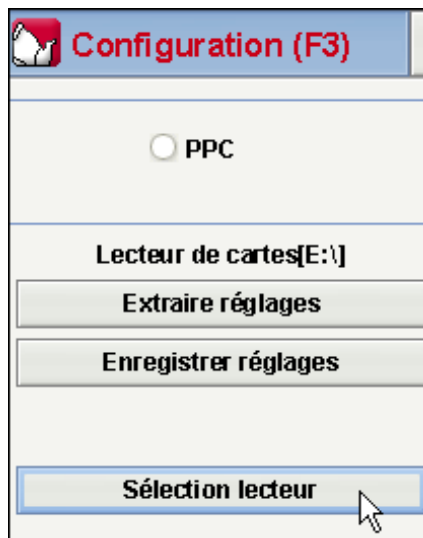 Configuration (F3)
PPC
Lecteur de cartes[E:\]
Extraire réglages
Enregistrer réglages
Sélection lecteur